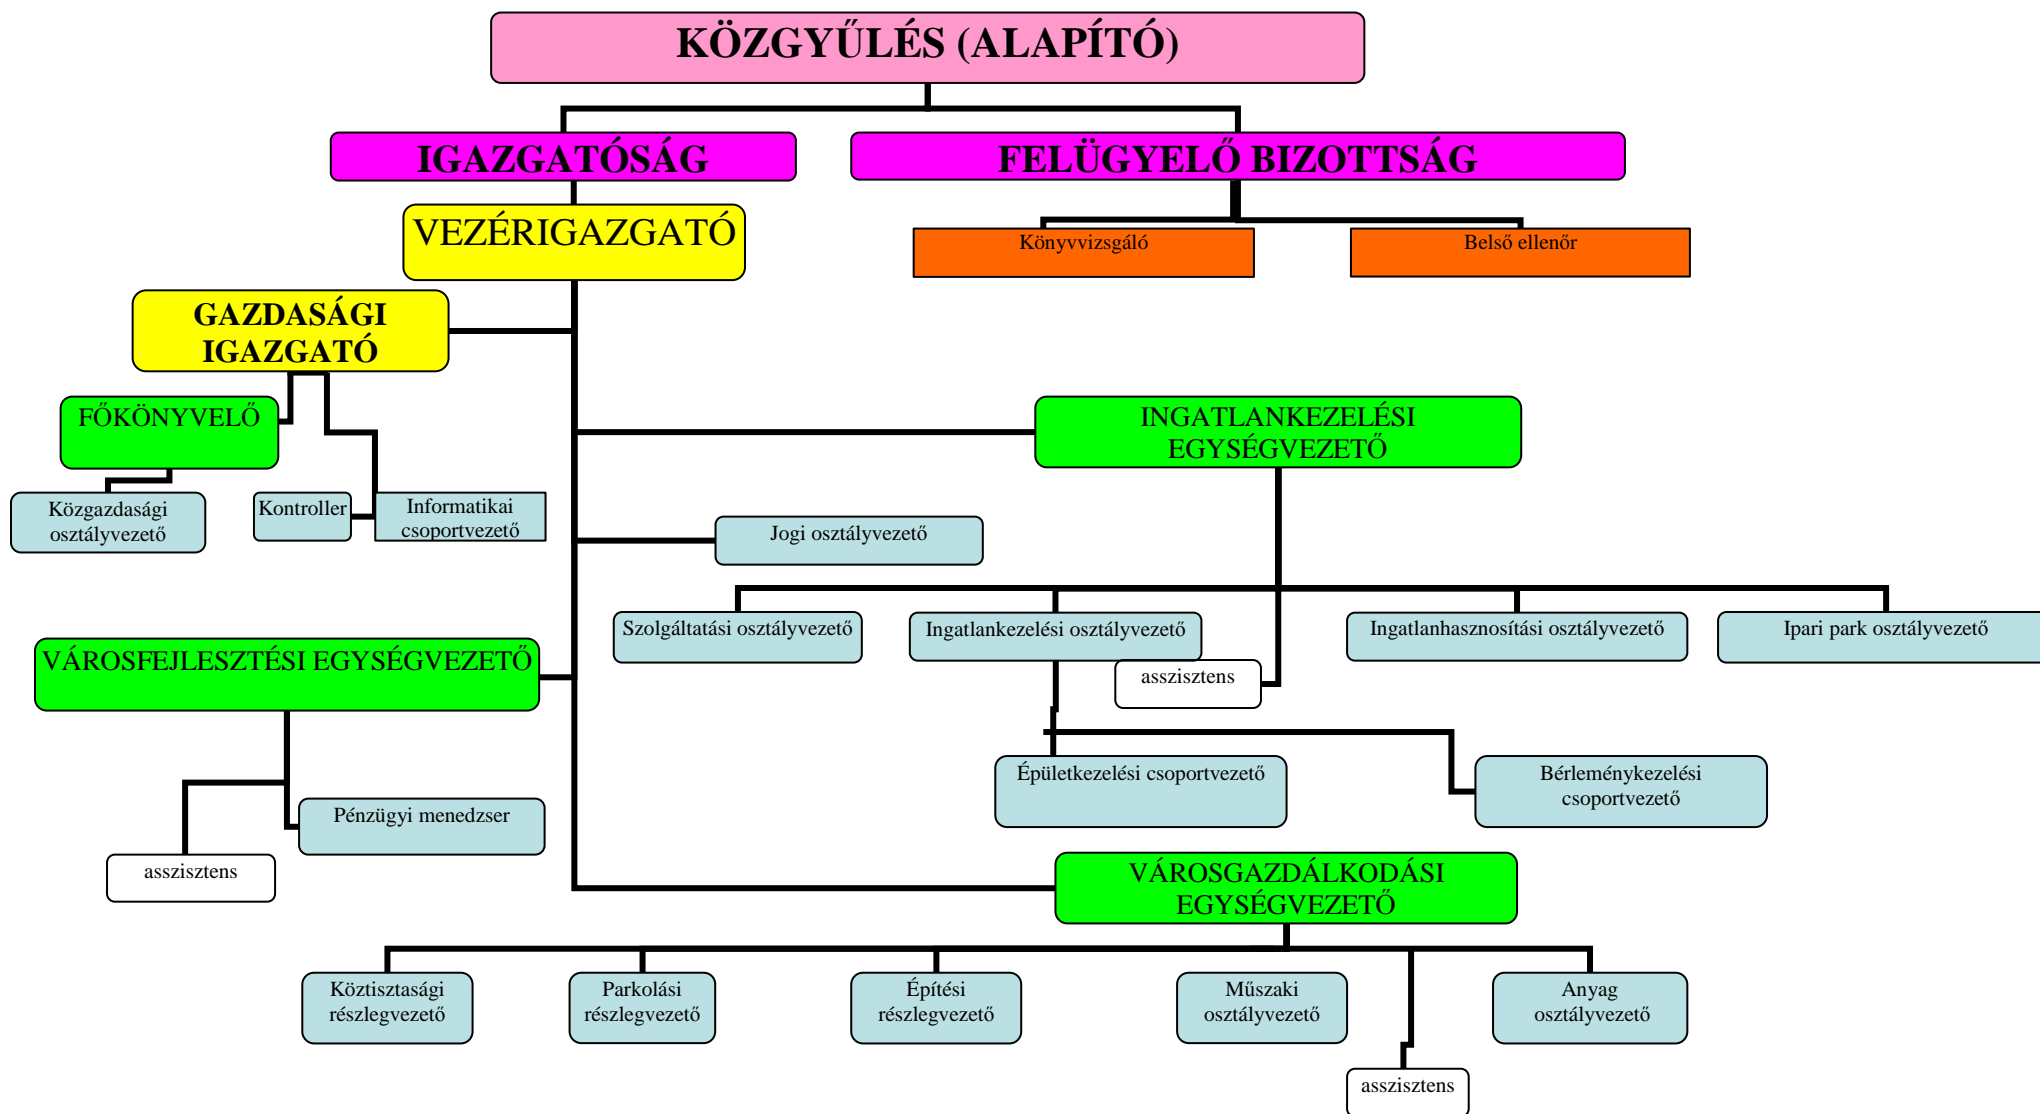 KÖZGYŰLÉS (ALAPÍTÓ)
IGAZGATÓSÁG
FELÜGYELŐ BIZOTTSÁG
VEZÉRIGAZGATÓ
Könyvvizsgáló
Belső ellenőr
GAZDASÁGI
IGAZGATÓ
FŐKÖNYVELŐ
INGATLANKEZELÉSI
EGYSÉGVEZETŐ
Közgazdasági
osztályvezető
Kontroller
Informatikai
csoportvezető
Jogi osztályvezető
Szolgáltatási osztályvezető
Ingatlankezelési osztályvezető
Ingatlanhasznosítási osztályvezető
Ipari park osztályvezető
VÁROSFEJLESZTÉSI EGYSÉGVEZETŐ
asszisztens
Épületkezelési csoportvezető
Bérleménykezelési
csoportvezető
Pénzügyi menedzser
asszisztens
VÁROSGAZDÁLKODÁSI
EGYSÉGVEZETŐ
Köztisztasági
részlegvezető
Parkolási
részlegvezető
Építési
részlegvezető
Műszaki
osztályvezető
Anyag
osztályvezető
asszisztens